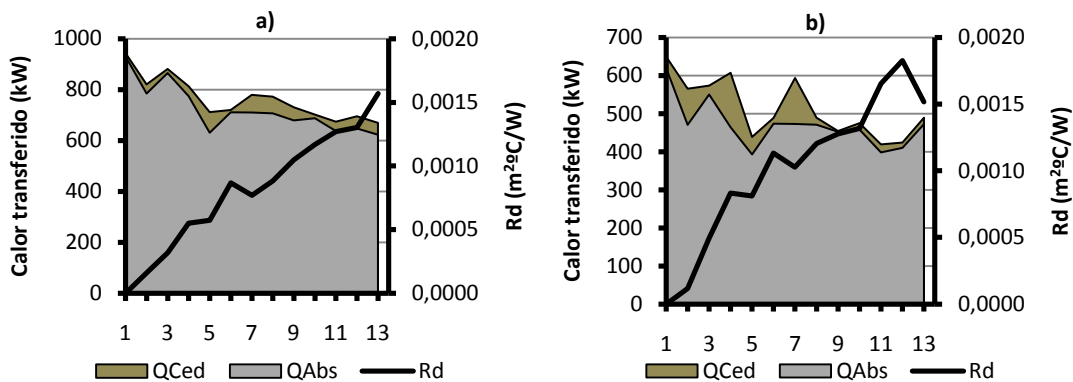 a)
Calor transferido (kW)
1000
800
600
400
200
0
0,0020
0,0015
0,0010
0,0005
0,0000
Rd (m²ºC/W)
1 3 5 7 9 11 13
QCed QAbs Rd
b)
Calor transferido (kW)
700
600
500
400
300
200
100
0
0,0020
0,0015
0,0010
0,0005
0,0000
Rd (m²ºC/W)
1 3 5 7 9 11 13
QCed QAbs Rd